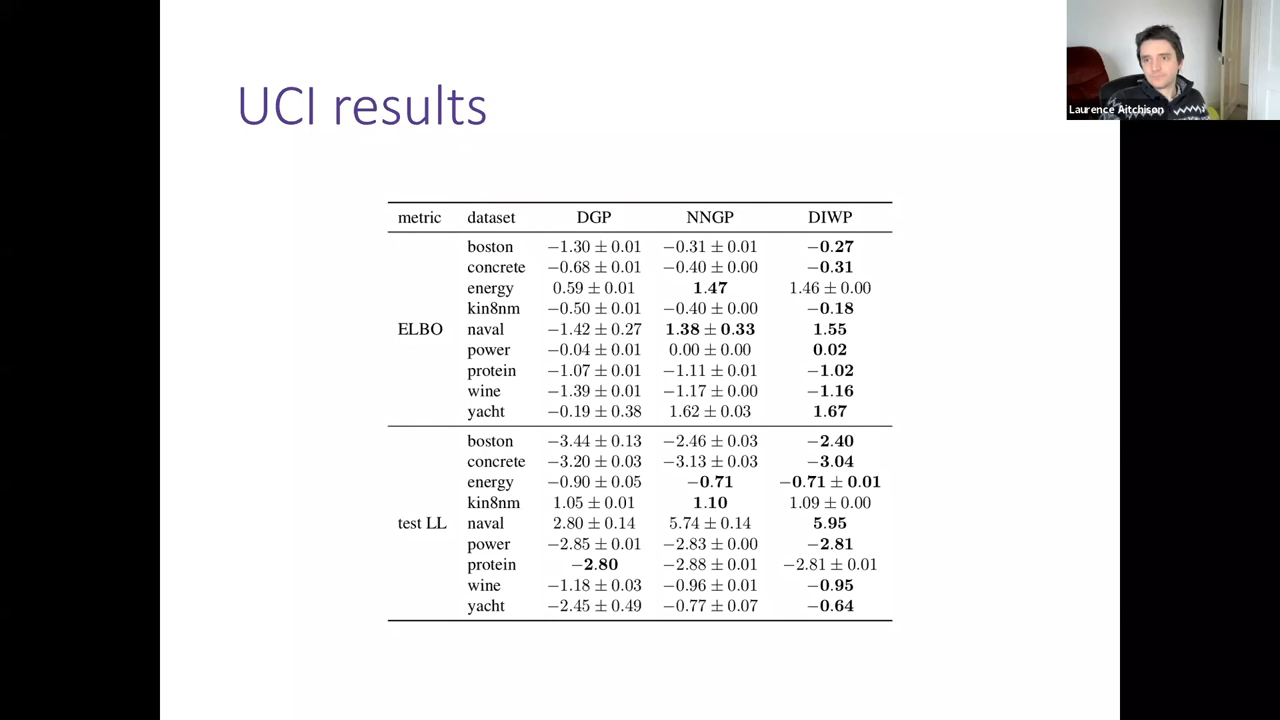 Laurence Aitchison
UCI results
metric dataset DGP NNGP DIWP
boston −1.30 ± 0.01 −0.31 ± 0.01 −0.27
concrete −0.68 ± 0.01 −0.40 ± 0.00 −0.31
energy 0.59 ± 0.01 1.47 1.46 ± 0.00
kin8nm −0.50 ± 0.01 −0.40 ± 0.00 −0.18
ELBO naval −1.42 ± 0.27 1.38 ± 0.33 1.55
power −0.04 ± 0.01 0.00 ± 0.00 0.02
protein −1.07 ± 0.01 −1.11 ± 0.01 −1.02
wine −1.39 ± 0.01 −1.17 ± 0.00 −1.16
yacht −0.19 ± 0.38 1.62 ± 0.03 1.67
boston −3.44 ± 0.13 −2.46 ± 0.03 −2.40
concrete −3.20 ± 0.03 −3.13 ± 0.03 −3.04
energy −0.90 ± 0.05 −0.71 −0.71 ± 0.01
kin8nm 1.05 ± 0.01 1.10 1.09 ± 0.00
test LL naval 2.80 ± 0.14 5.74 ± 0.14 5.95
power −2.85 ± 0.01 −2.83 ± 0.00 −2.81
protein −2.80 −2.88 ± 0.01 −2.81 ± 0.01
wine −1.18 ± 0.03 −0.96 ± 0.01 −0.95
yacht −2.45 ± 0.49 −0.77 ± 0.07 −0.64